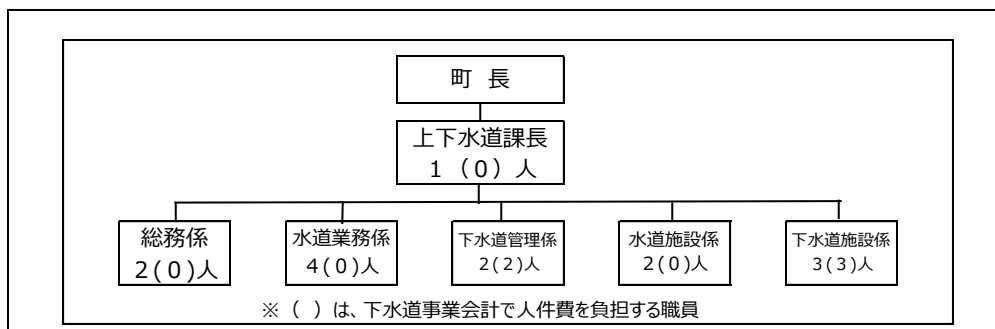 町 長
上下水道課長
1 （0）人
総務係
2(0)人
水道業務係
4(0)人
下水道管理係
2(2)人
水道施設係
2(0)人
下水道施設係
3(3)人
※（ ）は、下水道事業会計で人件費を負担する職員